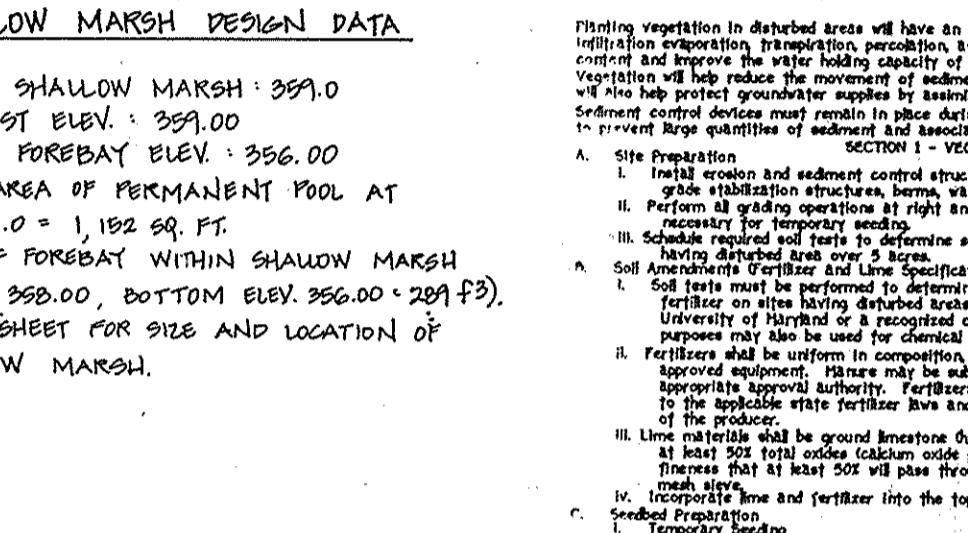 LOW MARSH DESIGN DATA
SHALLOW MARSH : 359.0
ST ELEV. : 359.00
FOREBAY ELEV. : 356.00
AREA OF PERMANENT POOL AT
.0 = 1,152 SQ. FT.
F FOREBAY WITHIN SHALLOW MARSH
358.00, BOTTOM ELEV. 356.00 = 289 f3).
SHEET FOR SIZE AND LOCATION OF
W MARSH.
Planting vegetation in disturbed areas will have an
infiltration evaporation, transpiration, percolation, a
content and improve the water holding capacity of
Vegetation will help reduce the movement of sedime
will also help protect groundwater supplies by assimi
Sediment control devices must remain in place duri
to prevent large quantities of sediment and associa
SECTION 1 - VEG
A. Site Preparation
i. Install erosion and sediment control struc
grade stabilization structures, berms, wa
ii. Perform all grading operations at right an
necessary for temporary seeding.
iii. Schedule required soil tests to determine s
having disturbed area over 5 acres.
Soil Amendments (Fertilizer and Lime Specifica
i. Soil tests must be performed to determin
fertilizer on sites having disturbed areas
University of Maryland or a recognized c
purposes may also be used for chemical
ii. Fertilizers shall be uniform in composition,
approved equipment. Manure may be sub
appropriate approval authority. Fertilizers
to the applicable state fertilizer laws and
of the producer.
iii. Lime materials shall be ground limestone (h
at least 50% total oxides (calcium oxide
fineness that at least 50% will pass thro
mesh sieve.
iv. Incorporate lime and fertilizer into the top
C. Seedbed Preparation
i. Temporary Seeding